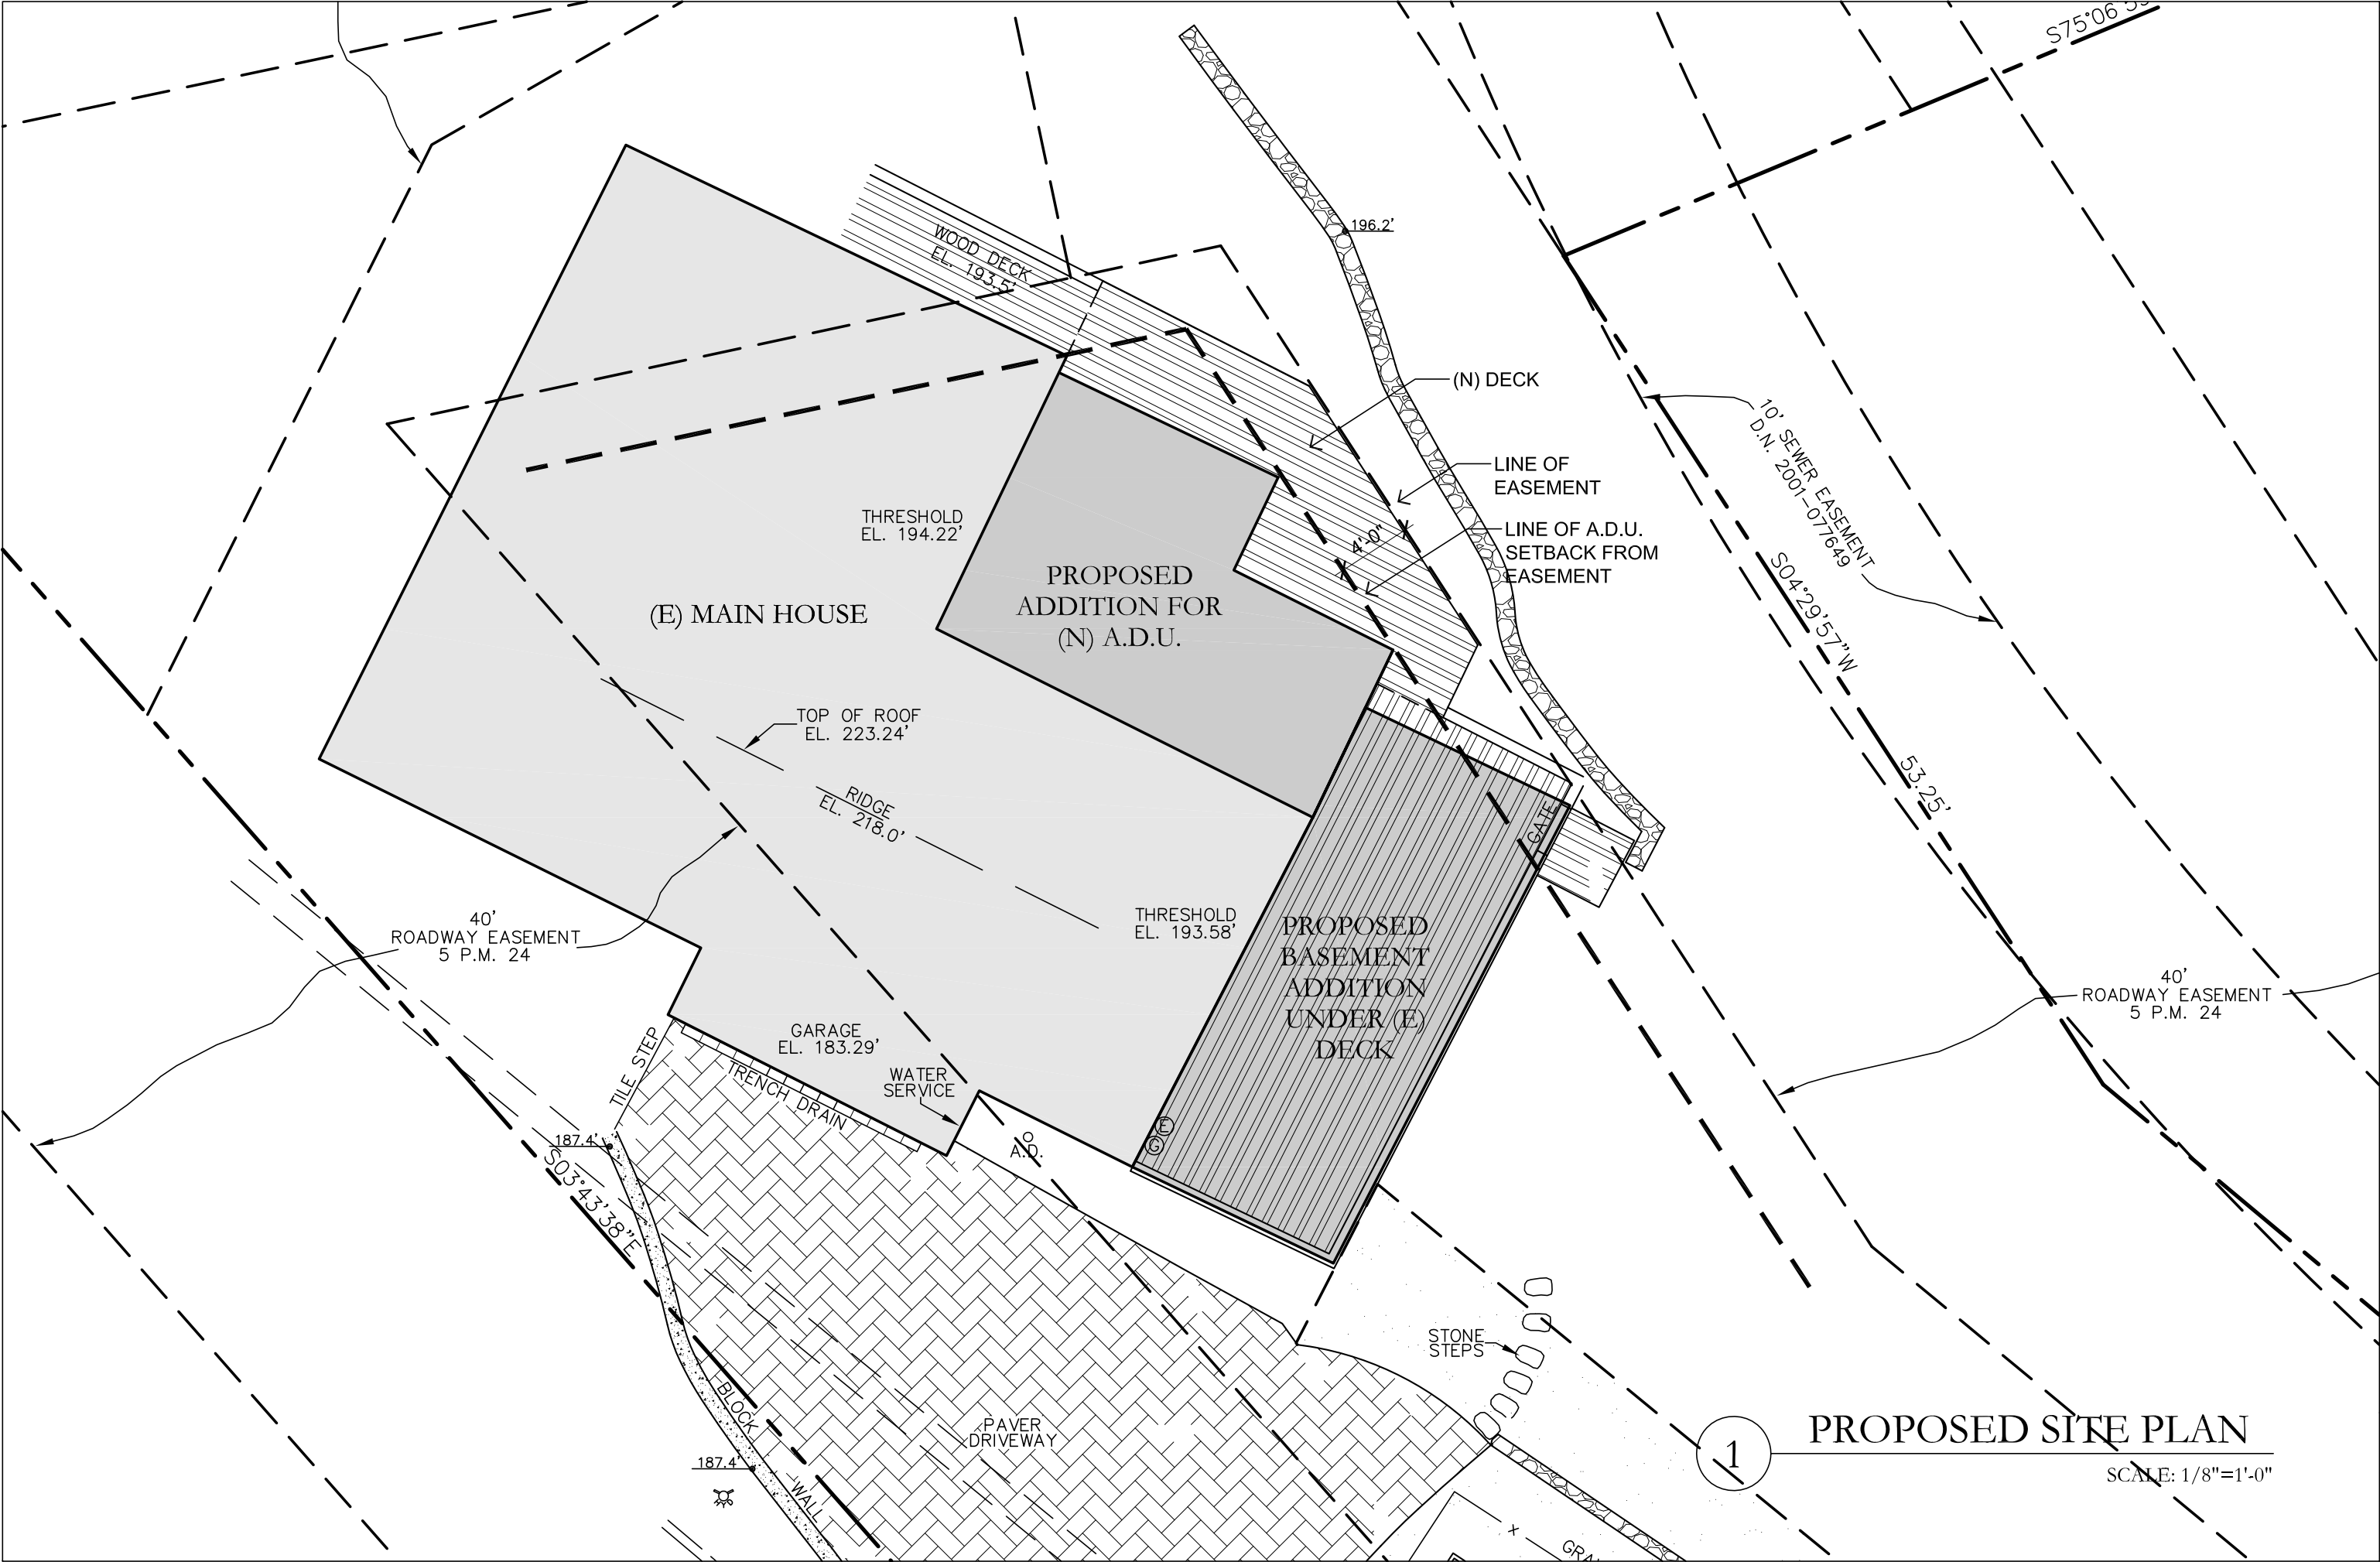 S75°06'
196.2'
WOOD DECK
EL. 193.5'
(N) DECK
LINE OF
EASEMENT
LINE OF A.D.U.
SETBACK FROM
EASEMENT
4'-0"
10' SEWER EASEMENT
D.N. 2001-077649
S04°29'57"W
53.25'
THRESHOLD
EL. 194.22'
PROPOSED
ADDITION FOR
(N) A.D.U.
(E) MAIN HOUSE
TOP OF ROOF
EL. 223.24'
RIDGE
EL. 218.0'
GATE
40'
ROADWAY EASEMENT
5 P.M. 24
THRESHOLD
EL. 193.58'
PROPOSED
BASEMENT
ADDITION
UNDER (E)
DECK
40'
ROADWAY EASEMENT
5 P.M. 24
GARAGE
EL. 183.29'
TILE STEP
TRENCH DRAIN
WATER
SERVICE
A.D.
E
G
187.4'
S03°43'38"E
STONE
STEPS
BLOCK
WALL
PAVER
DRIVEWAY
187.4'
X
1
PROPOSED SITE PLAN
SCALE: 1/8"=1'-0"